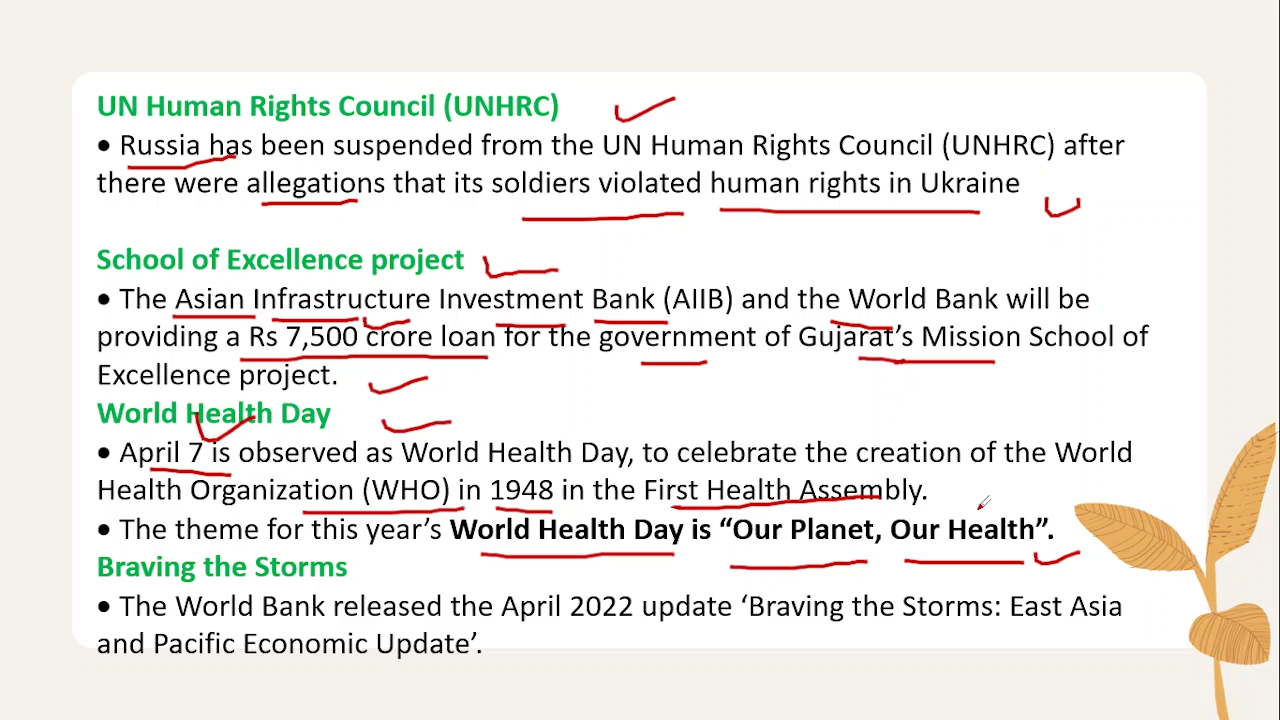 UN Human Rights Council (UNHRC)
• Russia has been suspended from the UN Human Rights Council (UNHRC) after
there were allegations that its soldiers violated human rights in Ukraine
School of Excellence project
• The Asian Infrastructure Investment Bank (AIIB) and the World Bank will be
providing a Rs 7,500 crore loan for the government of Gujarat’s Mission School of
Excellence project.
World Health Day
• April 7 is observed as World Health Day, to celebrate the creation of the World
Health Organization (WHO) in 1948 in the First Health Assembly.
• The theme for this year’s World Health Day is “Our Planet, Our Health”.
Braving the Storms
• The World Bank released the April 2022 update ‘Braving the Storms: East Asia
and Pacific Economic Update’.